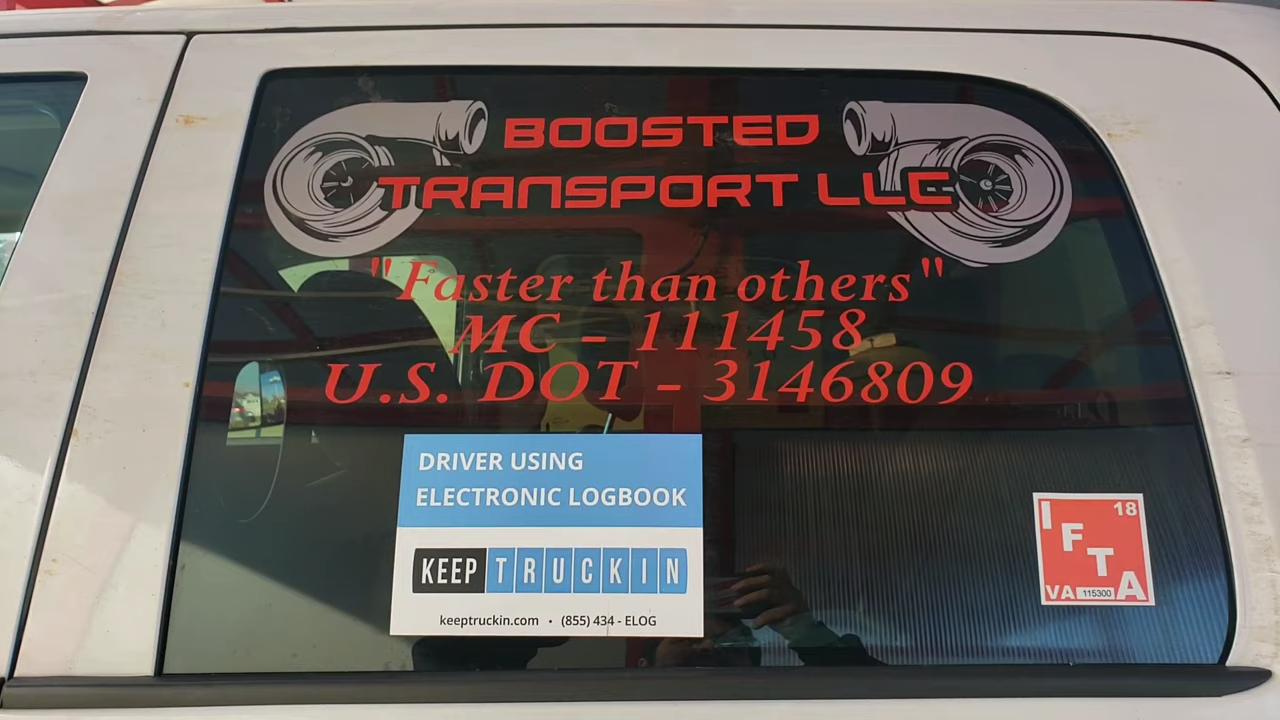 BOOSTED
TRANSPORT LLC
"Faster than others"
MC - 111458
U.S. DOT - 3146809
DRIVER USING
ELECTRONIC LOGBOOK
KEEP TRUCKIN
keeptruckin.com • (855) 434 - ELOG
18
IFTA
VA 115300